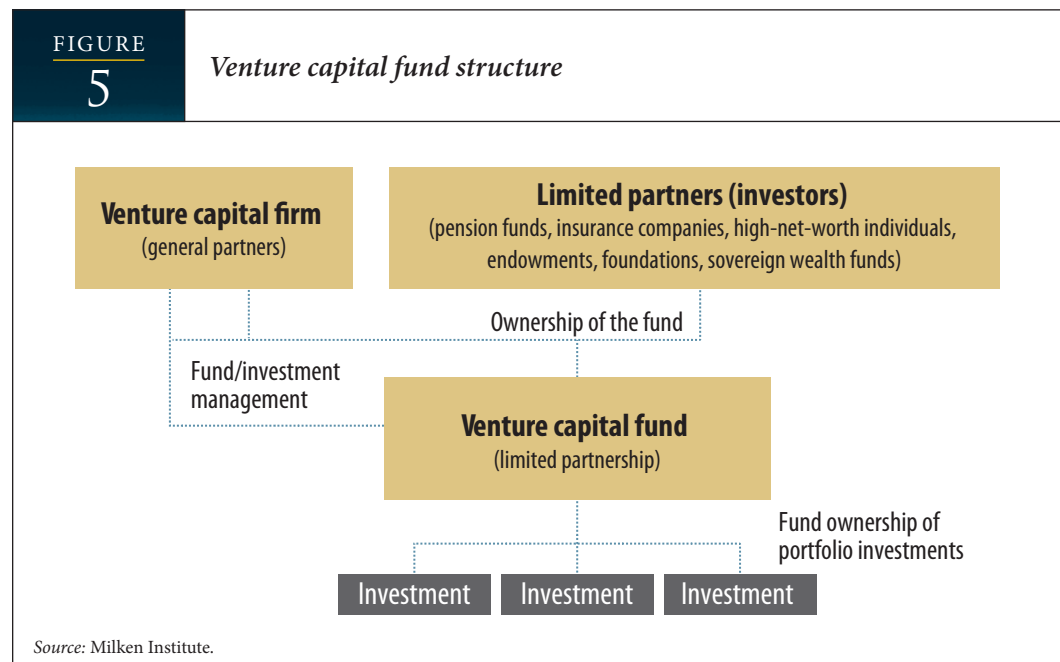 FIGURE
5
Venture capital fund structure
Venture capital firm
(general partners)
Limited partners (investors)
(pension funds, insurance companies, high-net-worth individuals,
endowments, foundations, sovereign wealth funds)
Ownership of the fund
Fund/investment
management
Venture capital fund
(limited partnership)
Fund ownership of
portfolio investments
Investment
Investment
Investment
Source: Milken Institute.